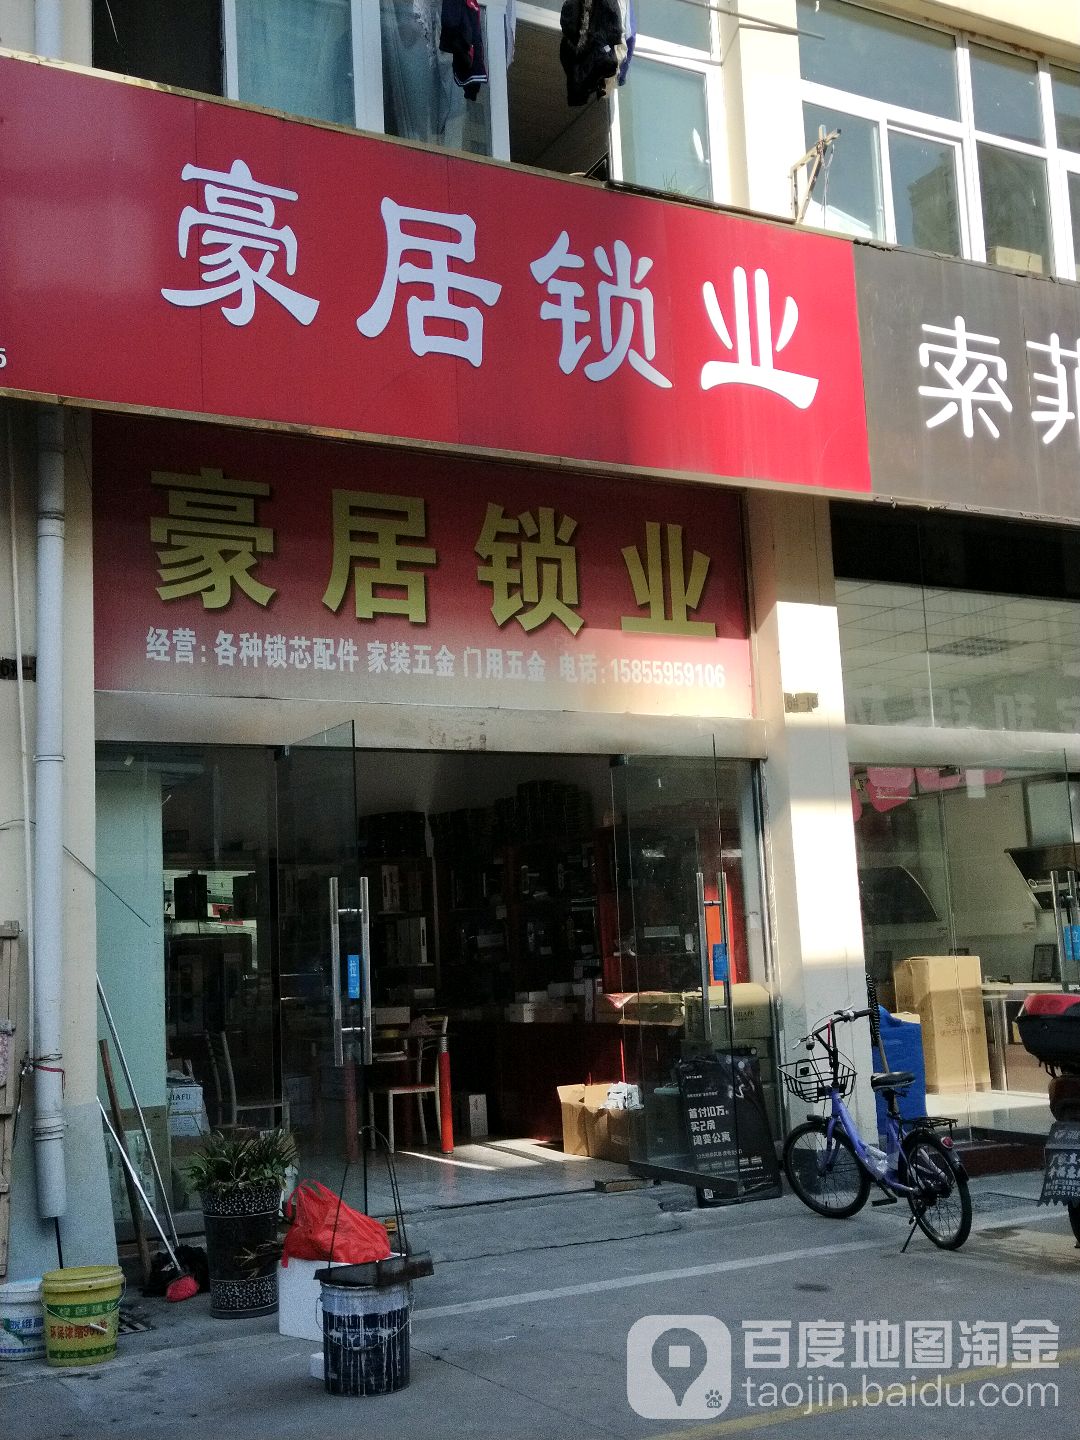 豪居锁业
索菲
5
豪居锁业
经营：各种锁芯配件 家装五金 门用五金 电话：15855959106
拉
首付10万
买2房
百度地图淘金
taojin.baidu.com